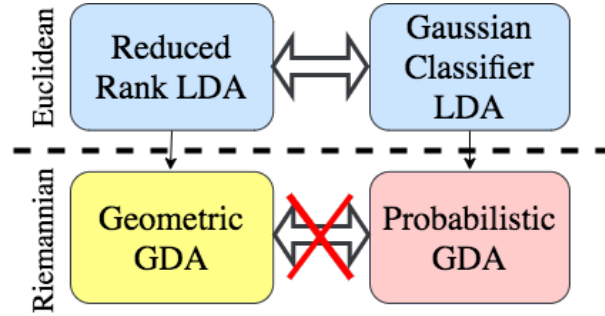 Euclidean
Reduced
Rank LDA
Gaussian
Classifier
LDA
Riemannian
Geometric
GDA
Probabilistic
GDA